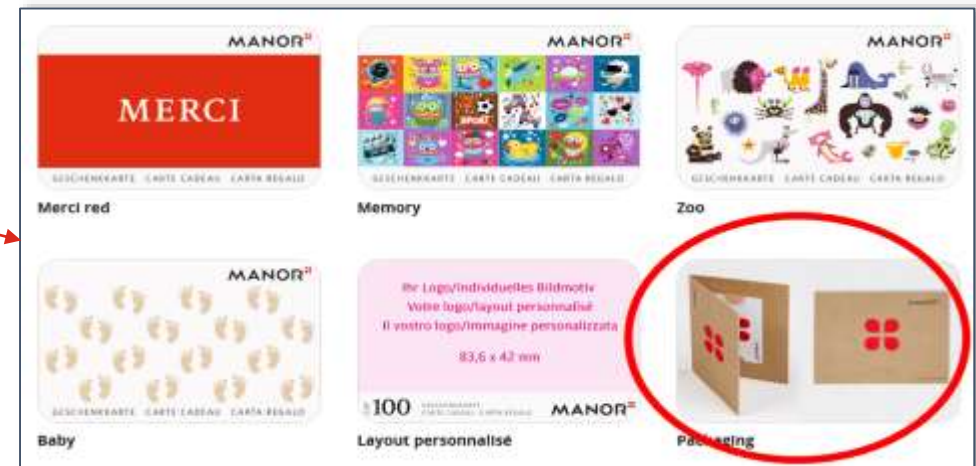 MANOR
MERCI
GESCHENKKARTE CARTE CADEAU CARTA REGALO
Merci red
MANOR
SPORT
GESCHENKKARTE CARTE CADEAU CARTA REGALO
Memory
MANOR
GESCHENKKARTE CARTE CADEAU CARTA REGALO
Zoo
MANOR
GESCHENKKARTE CARTE CADEAU CARTA REGALO
Baby
Ihr Logo/individuelles Bildmotiv
Votre logo/layout personnalisé
Il vostro logo/immagine personalizzata
83,6 x 42 mm
100
MANOR
Layout personnalisé
Packaging